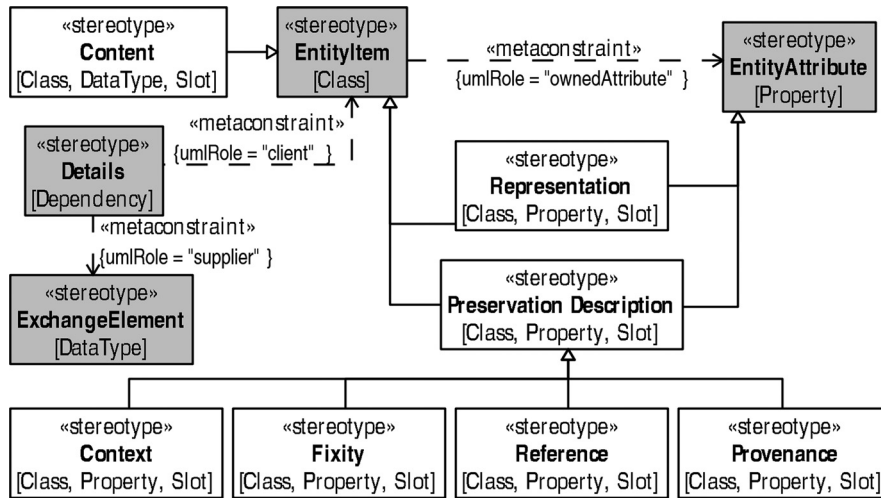 «stereotype»
Content
[Class, DataType, Slot]
«stereotype»
EntityItem
[Class]
«metaconstraint»
{umlRole = "ownedAttribute" }
«stereotype»
EntityAttribute
[Property]
«stereotype»
Details
[Dependency]
«metaconstraint»
{umlRole = "client" }
«metaconstraint»
{umlRole = "supplier" }
«stereotype»
ExchangeElement
[DataType]
«stereotype»
Representation
[Class, Property, Slot]
«stereotype»
Preservation Description
[Class, Property, Slot]
«stereotype»
Context
[Class, Property, Slot]
«stereotype»
Fixity
[Class, Property, Slot]
«stereotype»
Reference
[Class, Property, Slot]
«stereotype»
Provenance
[Class, Property, Slot]